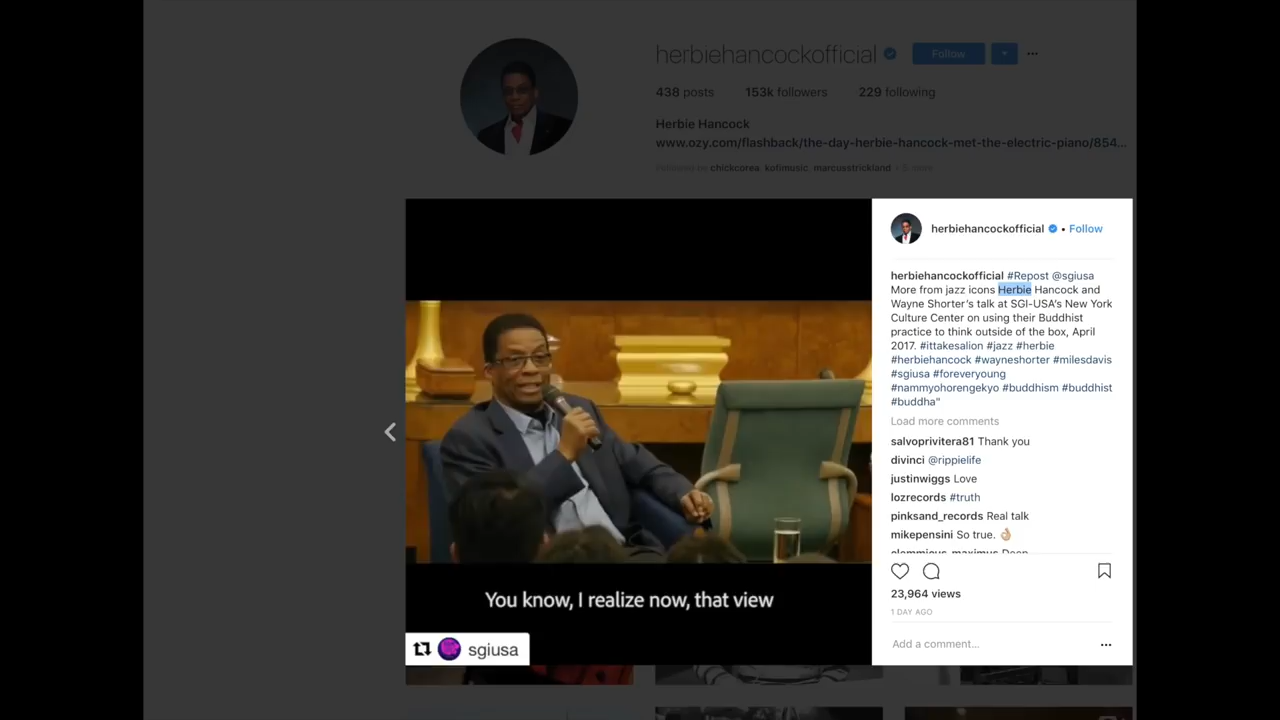 herbiehancockofficial Follow
438 posts 153k followers 229 following
Herbie Hancock
www.ozy.com/flashback/the-day-herbie-hancock-met-the-electric-piano/854...
Followed by chickcorea, kofimusic, marcusstrickland
herbiehancockofficial • Follow
herbiehancockofficial #Repost @sgiusa
More from jazz icons Herbie Hancock and
Wayne Shorter's talk at SGI-USA's New York
Culture Center on using their Buddhist
practice to think outside of the box, April
2017. #ittakesalion #jazz #herbie
#herbiehancock #wayneshorter #milesdavis
#sgiusa #foreveryoung
#nammyohorengekyo #buddhism #buddhist
#buddha"
Load more comments
salvoprivitera81 Thank you
divinci @rippielife
justinwiggs Love
lozrecords #truth
pinksand_records Real talk
mikepensini So true. 👌🏼
23,964 views
1 DAY AGO
Add a comment...
You know, I realize now, that view
sgiusa